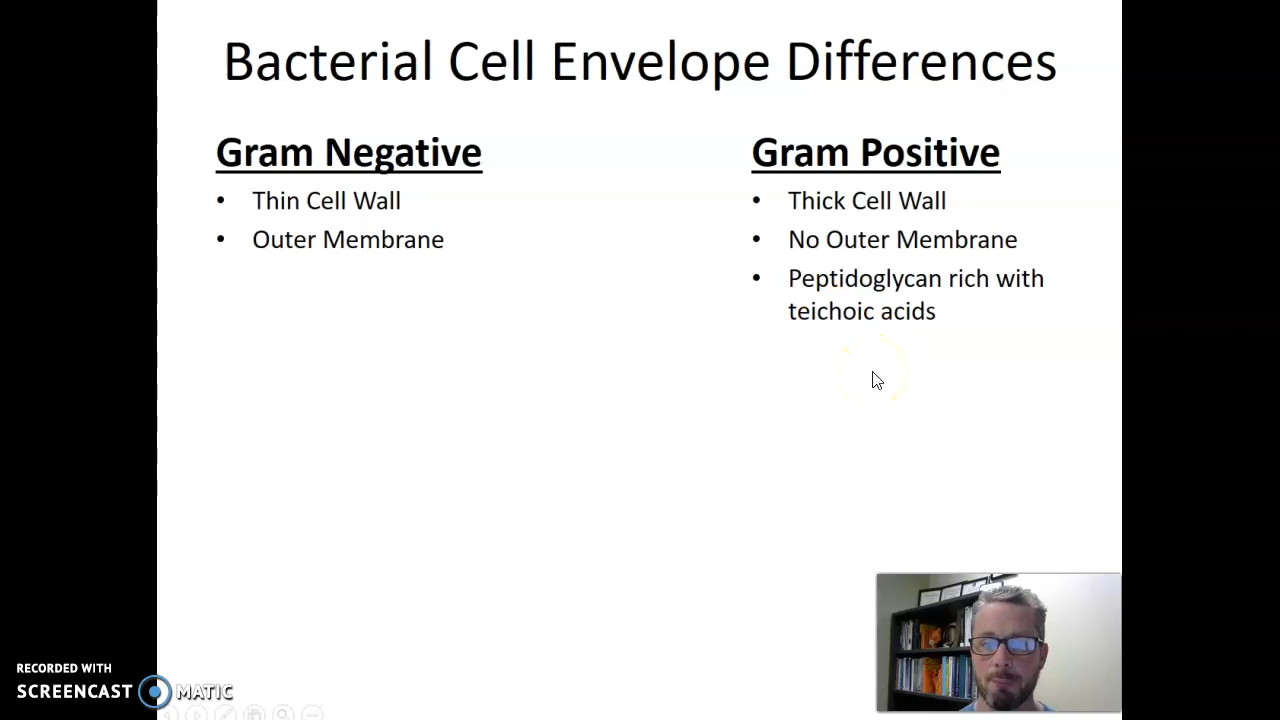 Bacterial Cell Envelope Differences
Gram Negative
• Thin Cell Wall
• Outer Membrane
Gram Positive
• Thick Cell Wall
• No Outer Membrane
• Peptidoglycan rich with
teichoic acids
RECORDED WITH
SCREENCAST MATIC